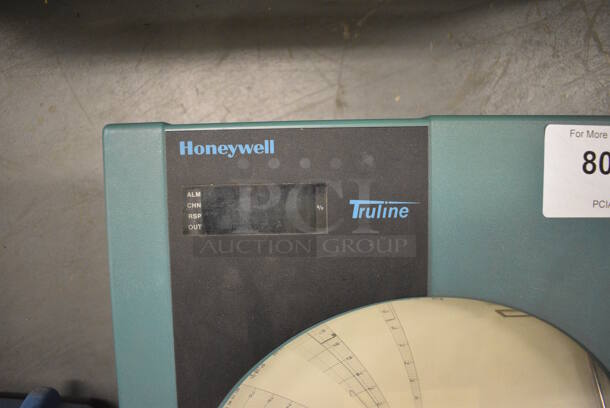 Honeywell
ALM
CHN
RSP
OUT
Truline
PCI
AUCTION GROUP
For More
80
PCI/